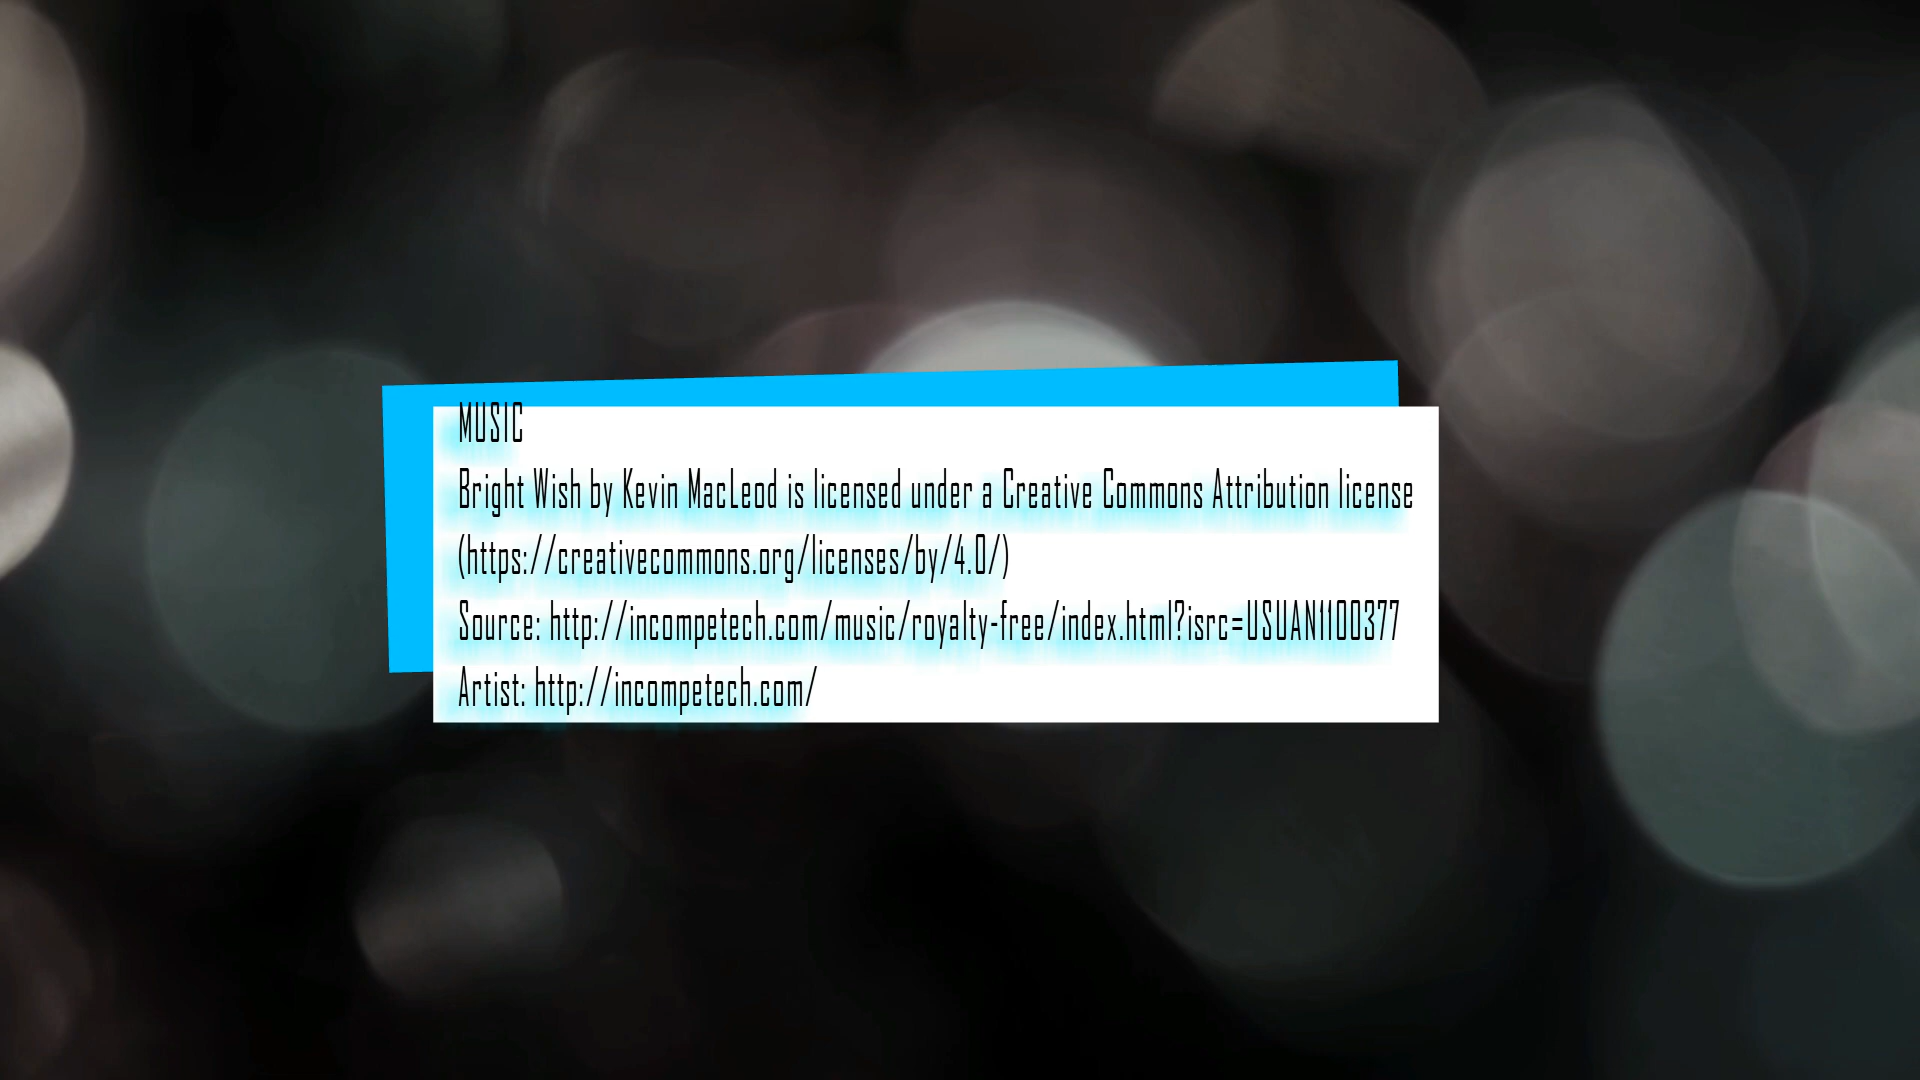 MUSIC
Bright Wish by Kevin MacLeod is licensed under a Creative Commons Attribution license
(https://creativecommons.org/licenses/by/4.0/)
Source: http://incompetech.com/music/royalty-free/index.html?isrc=USUAN1100377
Artist: http://incompetech.com/